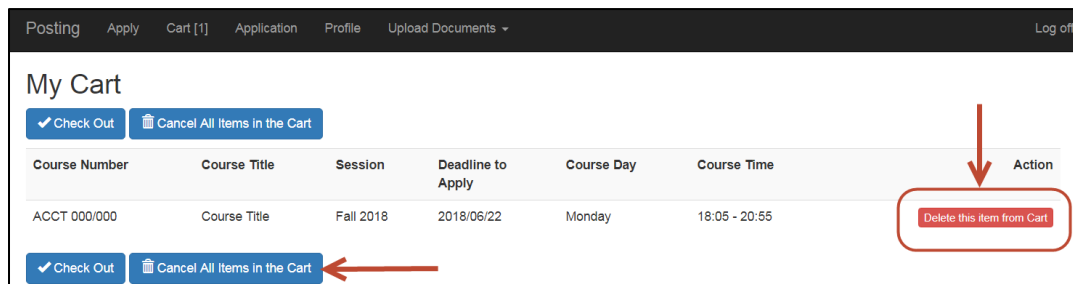 Posting Apply Cart [1] Application Profile Upload Documents Log off
My Cart
Check Out Cancel All Items in the Cart
Course Number Course Title Session Deadline to Apply Course Day Course Time Action
ACCT 000/000 Course Title Fall 2018 2018/06/22 Monday 18:05 - 20:55 Delete this item from Cart
Check Out Cancel All Items in the Cart